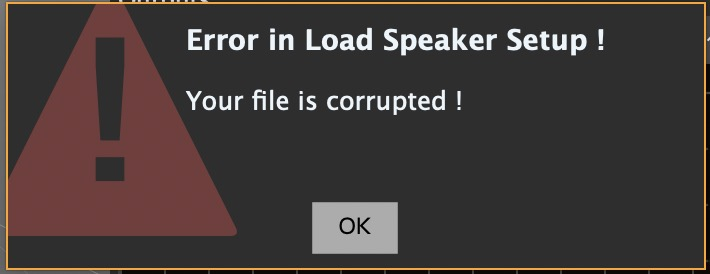 Error in Load Speaker Setup !
Your file is corrupted !
OK